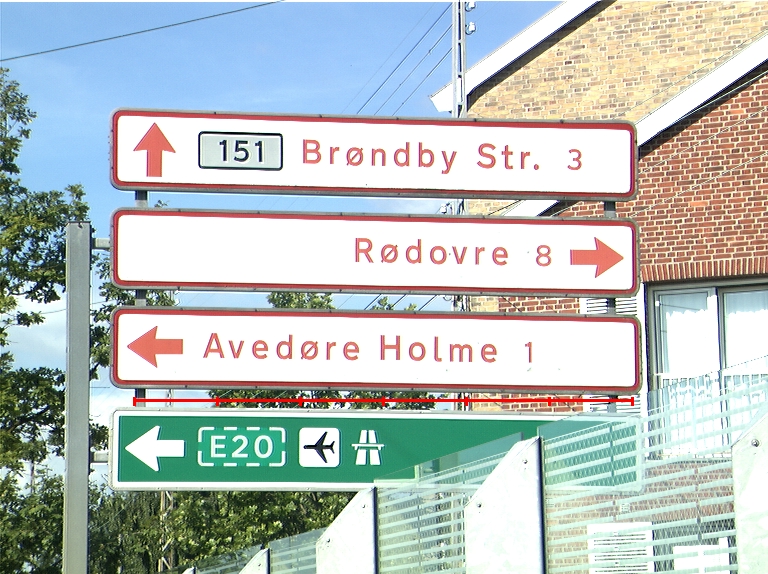 151 Brøndby Str. 3
Rødovre 8
Avedøre Holme 1
E20